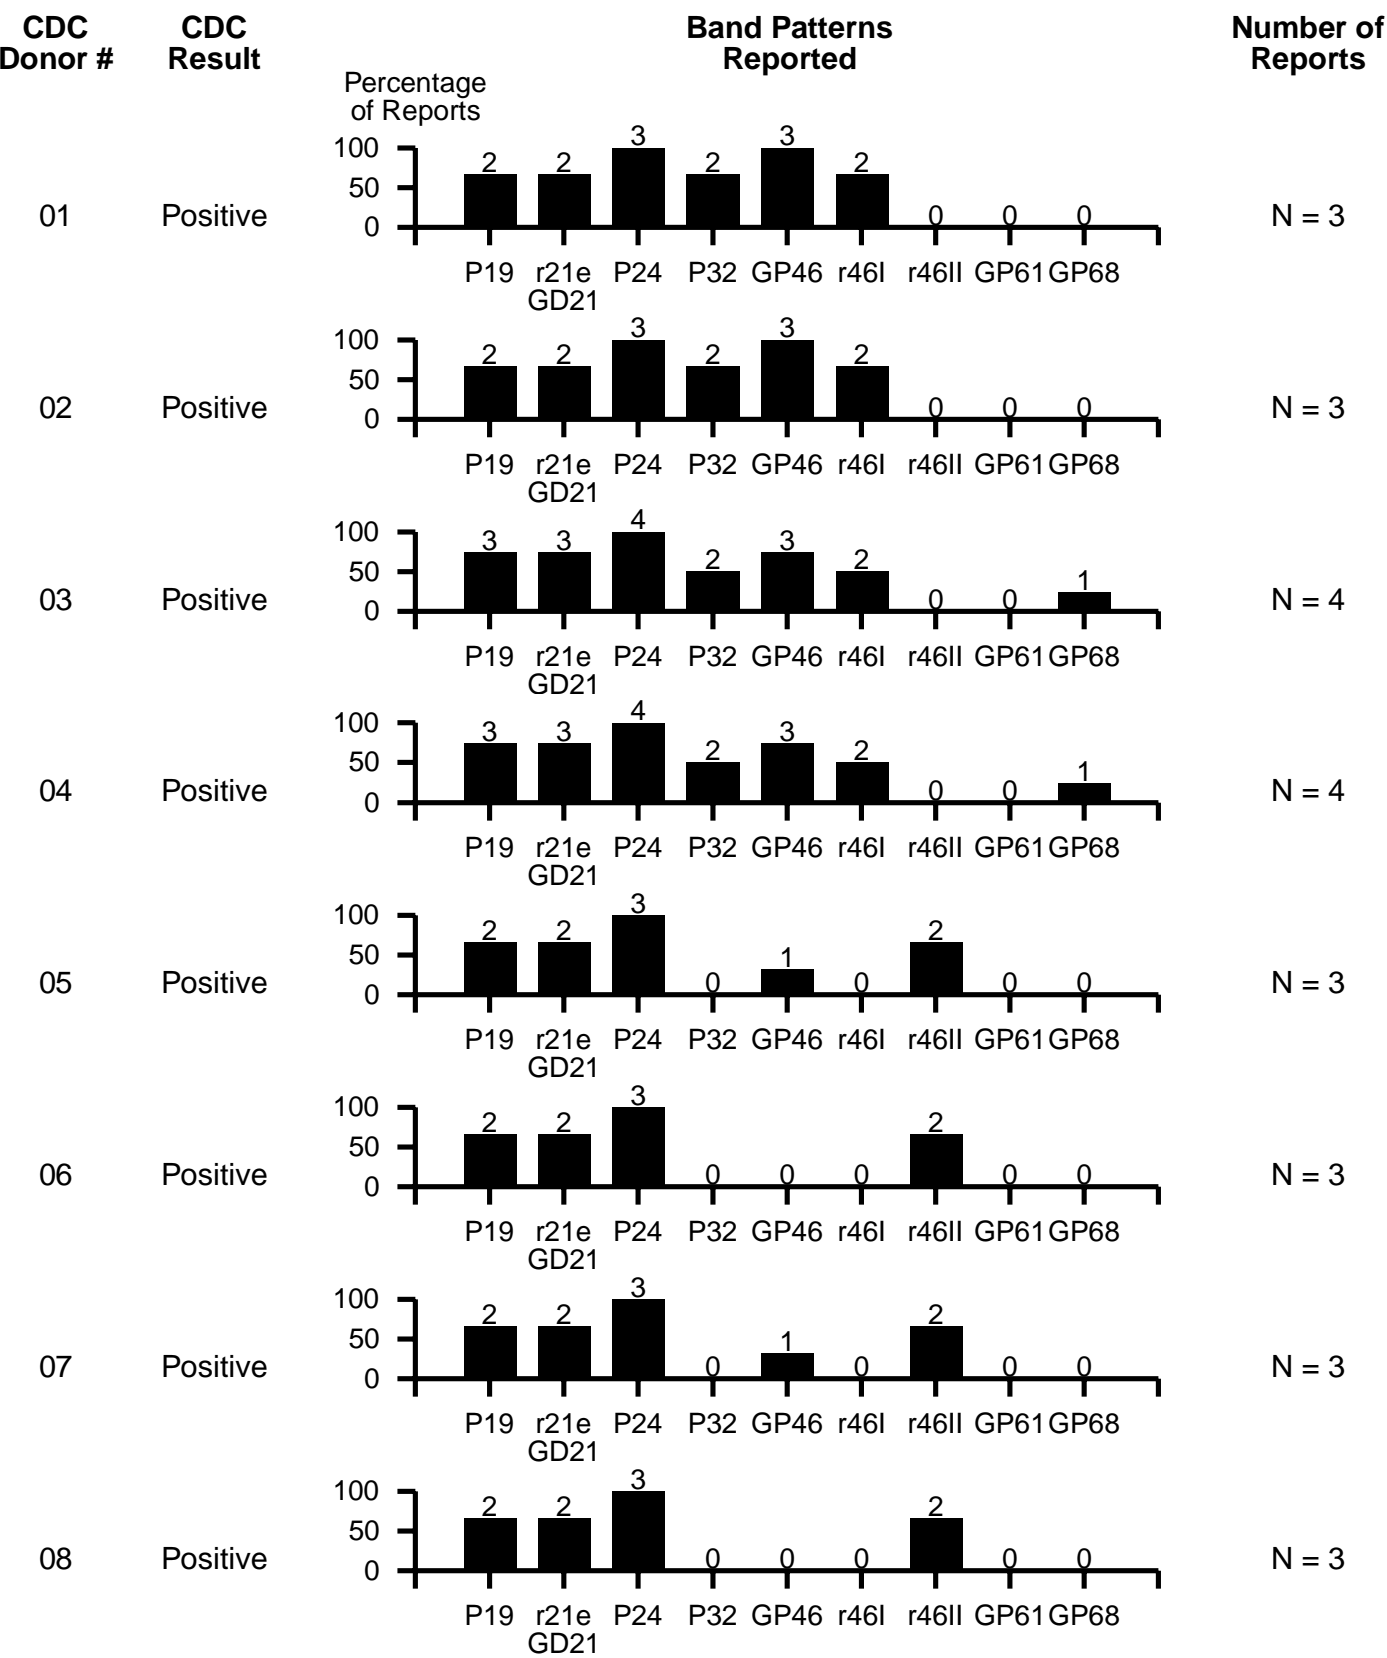 CDC CDC Band Patterns Number of
Donor # Result Reported Reports
Percentage
of Reports
3 3
100 2 2 2 2
50
01 Positive 0 0 0 0 N = 3
P19 r21e P24 P32 GP46 r46I r46II GP61 GP68
GD21
3 3
100 2 2 2 2
50
02 Positive 0 0 0 0 N = 3
P19 r21e P24 P32 GP46 r46I r46II GP61 GP68
GD21
4
100 3 3 2 3 2
50 1
03 Positive 0 0 0 N = 4
P19 r21e P24 P32 GP46 r46I r46II GP61 GP68
GD21
4
100 3 3 2 3 2
50 1
04 Positive 0 0 0 N = 4
P19 r21e P24 P32 GP46 r46I r46II GP61 GP68
GD21
3
100 2 2 2
50 1
05 Positive 0 0 0 0 0 N = 3
P19 r21e P24 P32 GP46 r46I r46II GP61 GP68
GD21
3
100 2 2 2
50
06 Positive 0 0 0 0 0 0 N = 3
P19 r21e P24 P32 GP46 r46I r46II GP61 GP68
GD21
3
100 2 2 2
50 1
07 Positive 0 0 0 0 0 N = 3
P19 r21e P24 P32 GP46 r46I r46II GP61 GP68
GD21
3
100 2 2 2
50
08 Positive 0 0 0 0 0 0 N = 3
P19 r21e P24 P32 GP46 r46I r46II GP61 GP68
GD21